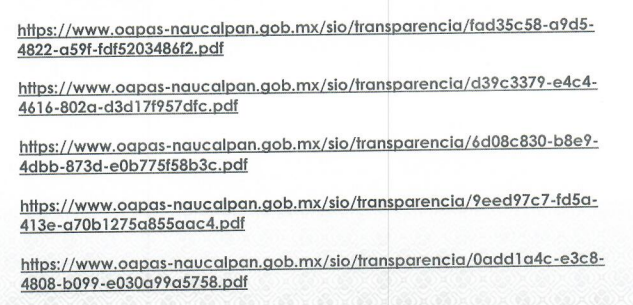 https://www.oapas-naucalpan.gob.mx/sio/transparencia/fad35c58-a9d5-
4822-a59f-fdf5203486f2.pdf
https://www.oapas-naucalpan.gob.mx/sio/transparencia/d39c3379-e4c4-
4616-802a-d3d17f957dfc.pdf
https://www.oapas-naucalpan.gob.mx/sio/transparencia/6d08c830-b8e9-
4dbb-873d-e0b775f58b3c.pdf
https://www.oapas-naucalpan.gob.mx/sio/transparencia/9eed97c7-fd5a-
413e-a70b1275a855aac4.pdf
https://www.oapas-naucalpan.gob.mx/sio/transparencia/0add1a4c-e3c8-
4808-b099-e030a99a5758.pdf